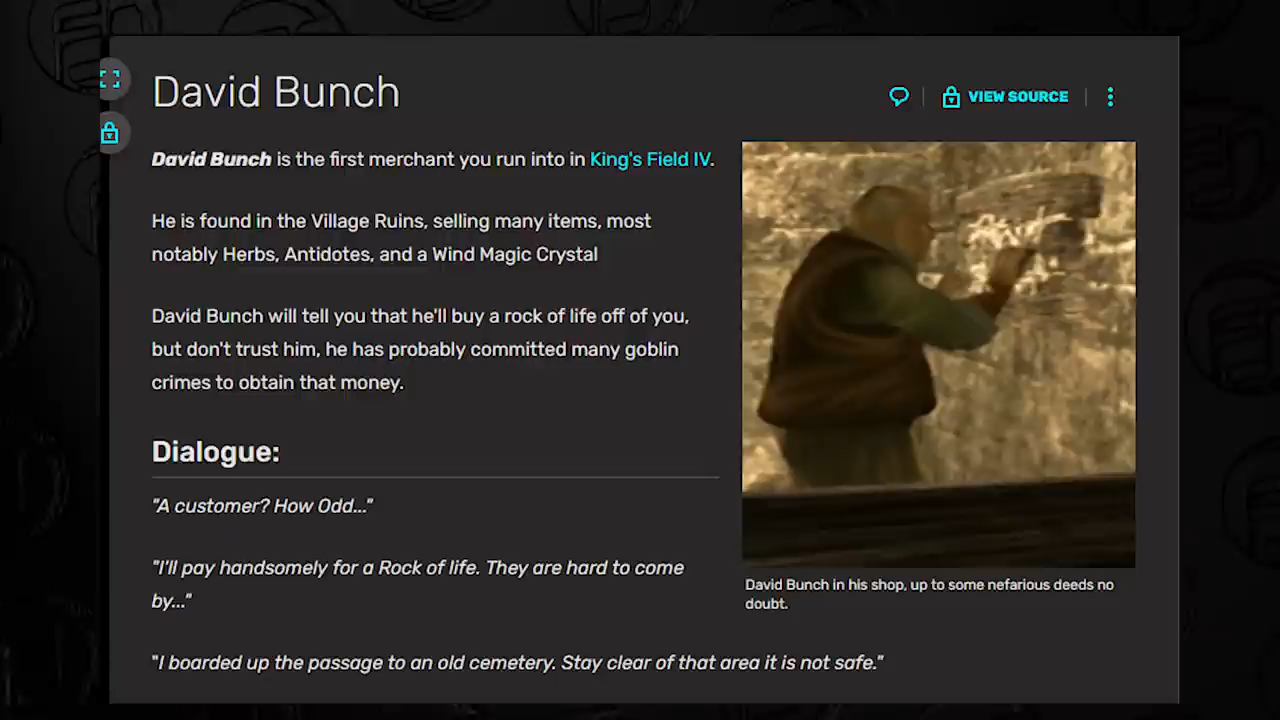 David Bunch
VIEW SOURCE
David Bunch is the first merchant you run into in King's Field IV.
He is found in the Village Ruins, selling many items, most
notably Herbs, Antidotes, and a Wind Magic Crystal
David Bunch will tell you that he'll buy a rock of life off of you,
but don't trust him, he has probably committed many goblin
crimes to obtain that money.
Dialogue:
"A customer? How Odd..."
"I'll pay handsomely for a Rock of life. They are hard to come
by..."
"I boarded up the passage to an old cemetery. Stay clear of that area it is not safe."
David Bunch in his shop, up to some nefarious deeds no
doubt.